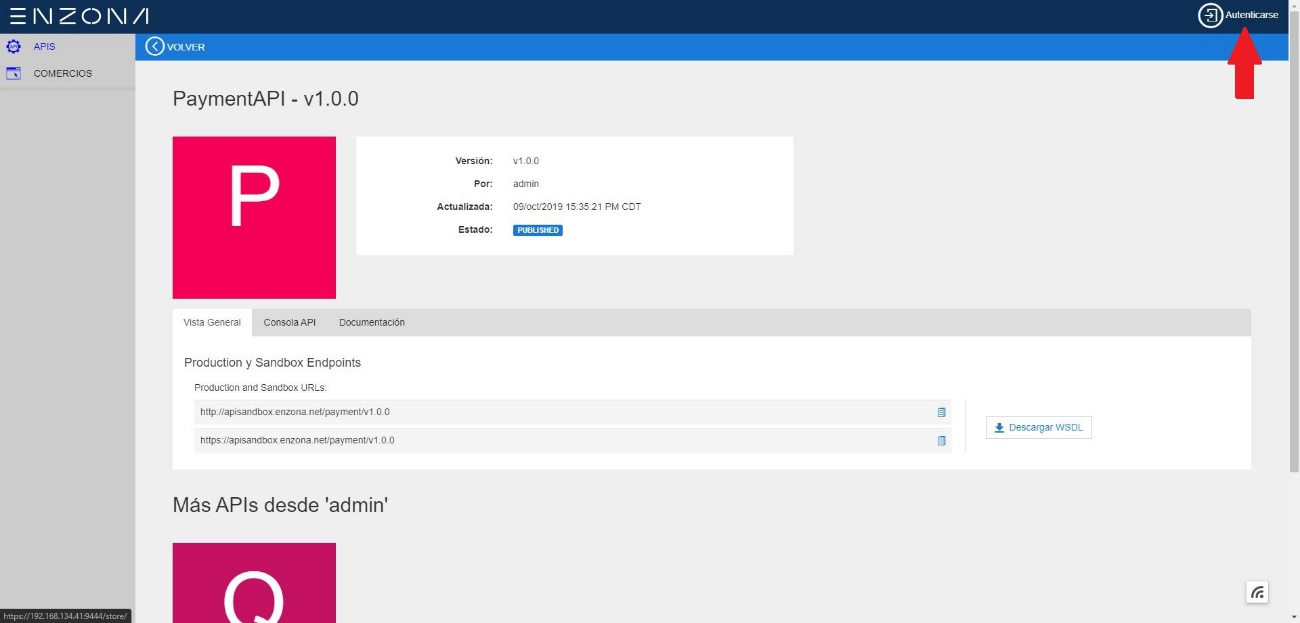 ENZONA
Autenticarse
APIS
COMERCIOS
VOLVER
PaymentAPI - v1.0.0
P
Versión: v1.0.0
Por: admin
Actualizada: 09/oct/2019 15:35:21 PM CDT
Estado: PUBLISHED
Vista General Consola API Documentación
Production y Sandbox Endpoints
Production and Sandbox URLs:
http://apisandbox.enzona.net/payment/v1.0.0
https://apisandbox.enzona.net/payment/v1.0.0
Descargar WSDL
Más APIs desde 'admin'
Q
https://192.168.134.41:9444/store/